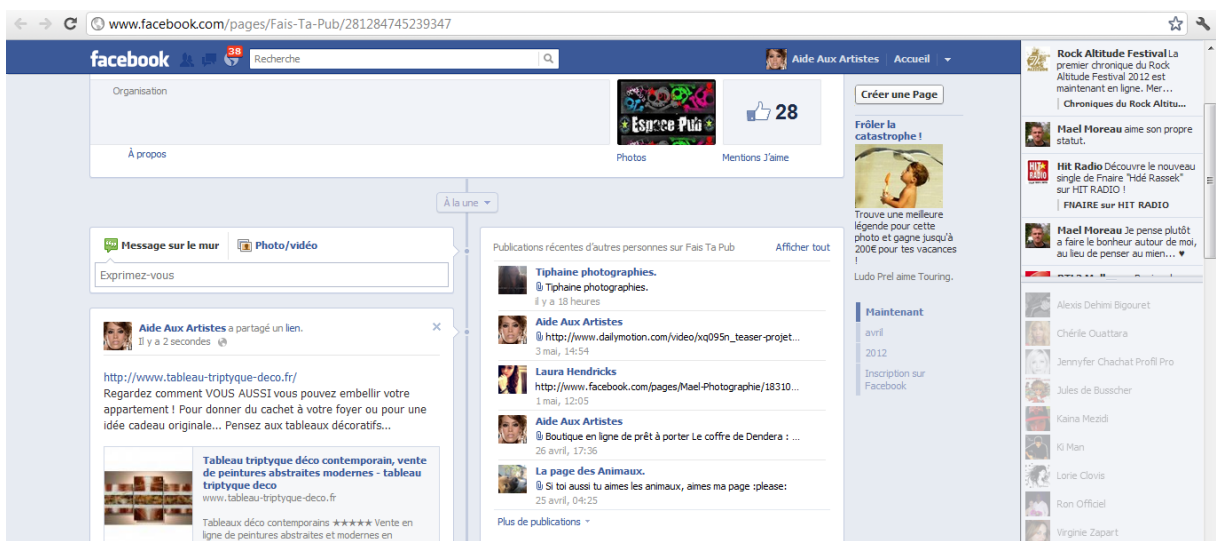 www.facebook.com/pages/Fais-Ta-Pub/281284745239347
facebook
38
Recherche
Aide Aux Artistes
Accueil
Organisation
À propos
Espace Pub
Photos
28
Mentions J'aime
À la une
Message sur le mur
Photo/vidéo
Exprimez-vous
Aide Aux Artistes a partagé un lien.
Il y a 2 secondes
http://www.tableau-triptyque-deco.fr/
Regardez comment VOUS AUSSI vous pouvez embellir votre
appartement ! Pour donner du cachet à votre foyer ou pour une
idée cadeau originale... Pensez aux tableaux décoratifs...
Tableau triptyque déco contemporain, vente
de peintures abstraites modernes - tableau
triptyque deco
www.tableau-triptyque-deco.fr
Tableaux déco contemporains ★★★★★ Vente en
ligne de peintures abstraites et modernes en
Publications récentes d'autres personnes sur Fais Ta Pub
Afficher tout
Tiphaine photographies.
Tiphaine photographies.
il y a 18 heures
Aide Aux Artistes
http://www.dailymotion.com/video/xq095n_teaser-projet...
3 mai, 14:54
Laura Hendricks
http://www.facebook.com/pages/Mael-Photographie/18310...
1 mai, 12:05
Aide Aux Artistes
Boutique en ligne de prêt à porter Le coffre de Dendera : ...
26 avril, 17:36
La page des Animaux.
Si toi aussi tu aimes les animaux, aimes ma page :please:
25 avril, 04:25
Plus de publications
Créer une Page
Frôler la
catastrophe !
Trouve une meilleure
légende pour cette
photo et gagne jusqu'à
200€ pour tes vacances
!
Ludo Prel aime Touring.
Maintenant
avril
2012
Inscription sur
Facebook
Rock Altitude Festival La
premier chronique du Rock
Altitude Festival 2012 est
maintenant en ligne. Mer...
Chroniques du Rock Altitu...
Mael Moreau aime son propre
statut.
HIT
RADIO
Hit Radio Découvre le nouveau
single de Fnaire "Hdé Rassek"
sur HIT RADIO !
FNAIRE sur HIT RADIO
Mael Moreau Je pense plutôt
a faire le bonheur autour de moi,
au lieu de penser au mien... ♥
Alexis Dehimi Bigouret
Chérile Ouattara
Jennyfer Chachat Profil Pro
Jules de Busscher
Kaina Mezidi
Ki Man
Lorie Clovis
Ron Officiel
Virginie Zapart